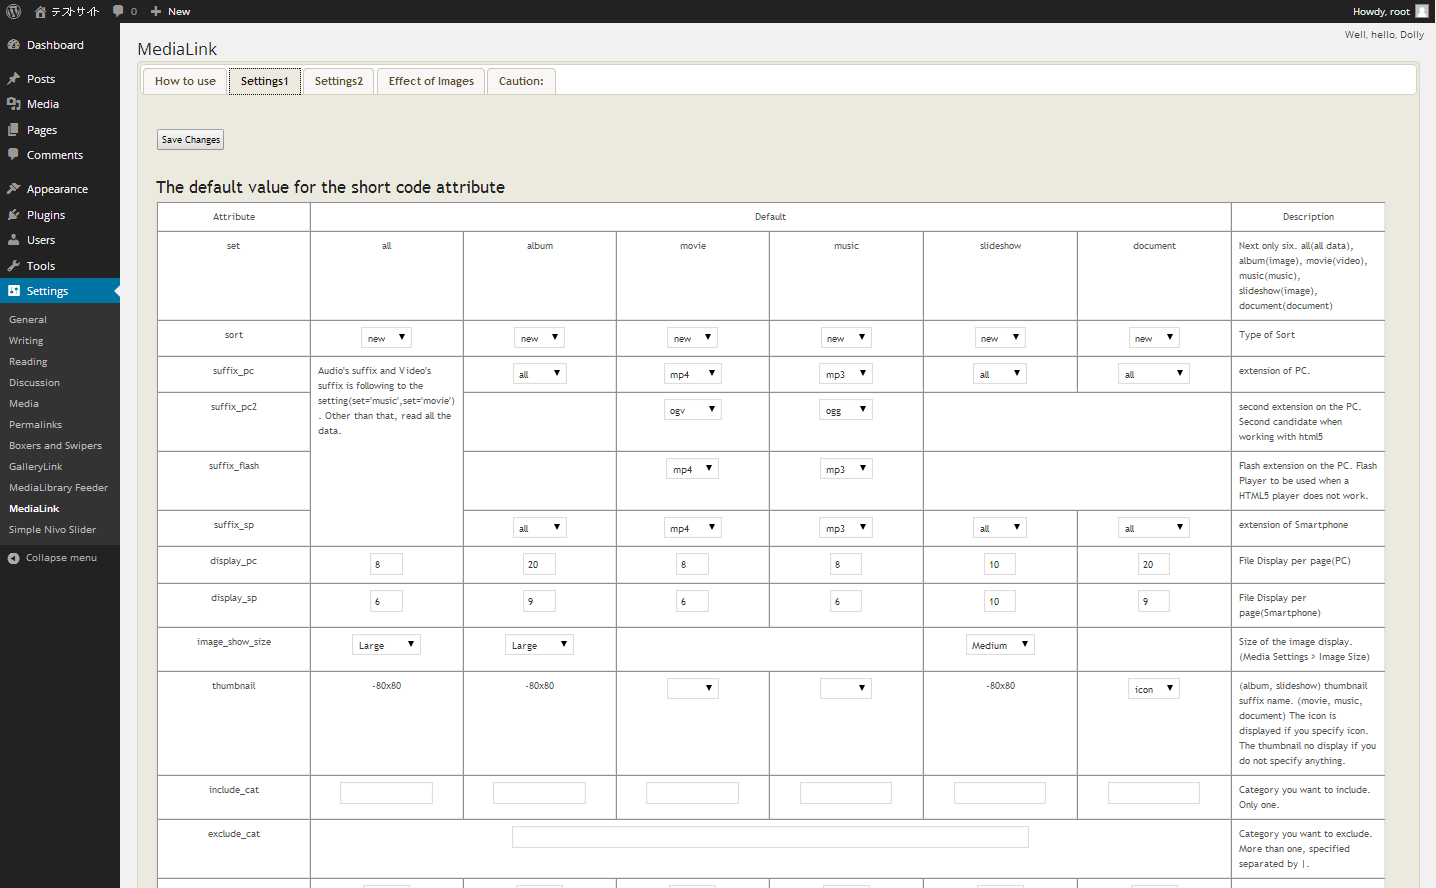 テストサイト 0 New Howdy, root
Well, hello, Dolly
Dashboard
Posts
Media
Pages
Comments
Appearance
Plugins
Users
Tools
Settings
General
Writing
Reading
Discussion
Media
Permalinks
Boxers and Swipers
GalleryLink
MediaLibrary Feeder
MediaLink
Simple Nivo Slider
Collapse menu
MediaLink
How to use Settings1 Settings2 Effect of Images Caution:
Save Changes
The default value for the short code attribute
Attribute Default Description
set all album movie music slideshow document Next only six. all(all data),
album(image), movie(video),
music(music),
slideshow(image),
document(document)
sort new new new new new new Type of Sort
suffix_pc Audio's suffix and Video's all mp4 mp3 all all extension of PC.
suffix is following to the
setting(set='music',set='movie')
. Other than that, read all the
data.
suffix_pc2 ogv ogg second extension on the PC.
Second candidate when
working with html5
suffix_flash mp4 mp3 Flash extension on the PC. Flash
Player to be used when a
HTML5 player does not work.
suffix_sp all mp4 mp3 all all extension of Smartphone
display_pc 8 20 8 8 10 20 File Display per page(PC)
display_sp 6 9 6 6 10 9 File Display per
page(Smartphone)
image_show_size Large Large Medium Size of the image display.
(Media Settings > Image Size)
thumbnail -80x80 -80x80 -80x80 icon (album, slideshow) thumbnail
suffix name. (movie, music,
document) The icon is
displayed if you specify icon.
The thumbnail no display if you
do not specify anything.
include_cat Category you want to include.
Only one.
exclude_cat Category you want to exclude.
More than one, specified
separated by |.